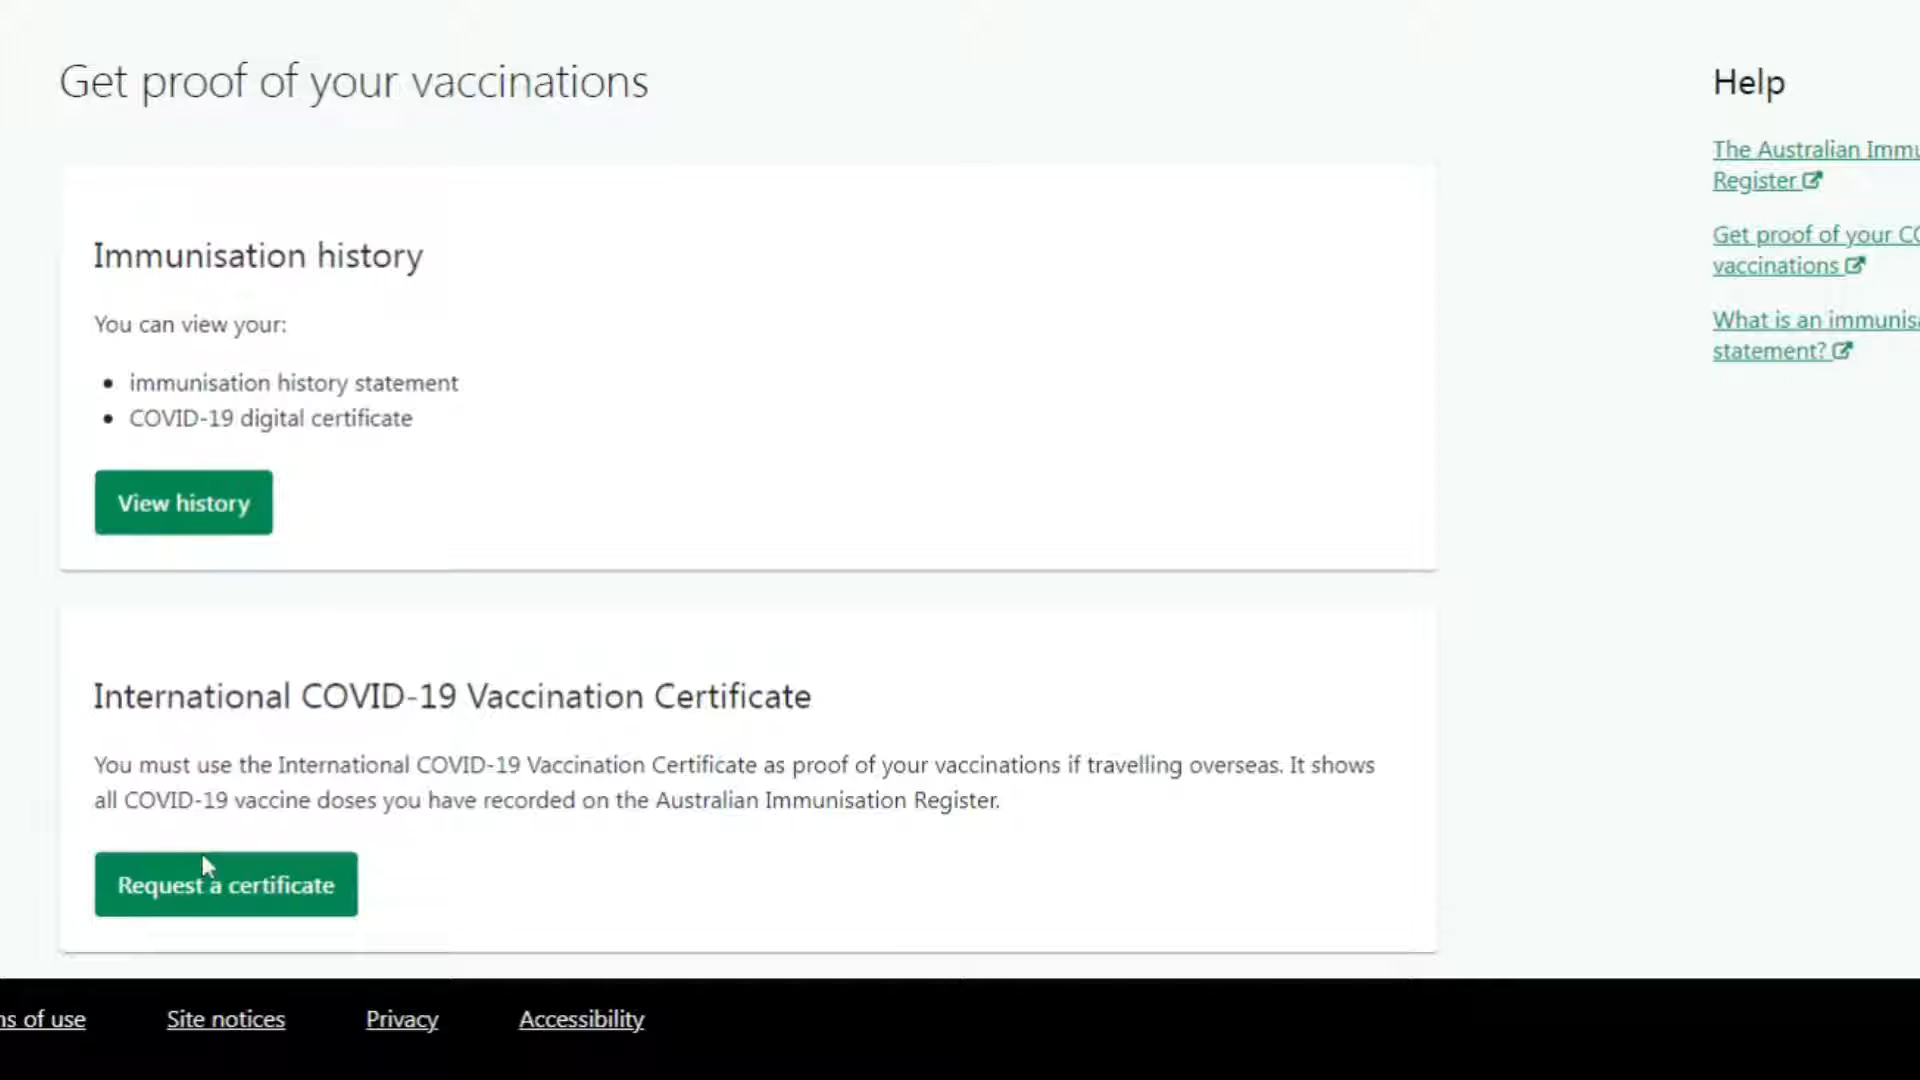 Get proof of your vaccinations
Immunisation history
You can view your:
immunisation history statement
COVID-19 digital certificate
View history
International COVID-19 Vaccination Certificate
You must use the International COVID-19 Vaccination Certificate as proof of your vaccinations if travelling overseas. It shows
all COVID-19 vaccine doses you have recorded on the Australian Immunisation Register.
Request a certificate
Help
The Australian Immu
Register
Get proof of your CO
vaccinations
What is an immunisa
statement?
ns of use
Site notices
Privacy
Accessibility